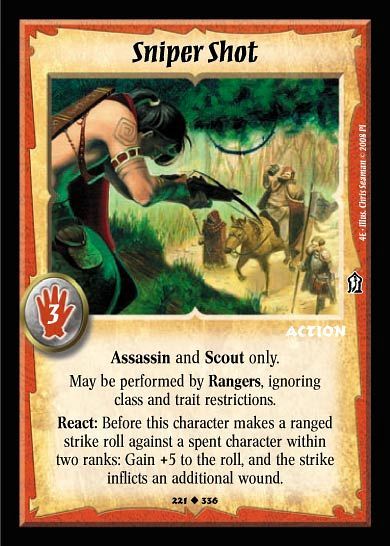 Sniper Shot
4E · Illus. Chris Seaman © 2008 PI
3
ACTION
Assassin and Scout only.
May be performed by Rangers, ignoring
class and trait restrictions.
React: Before this character makes a ranged
strike roll against a spent character within
two ranks: Gain +5 to the roll, and the strike
inflicts an additional wound.
221 ◆ 336